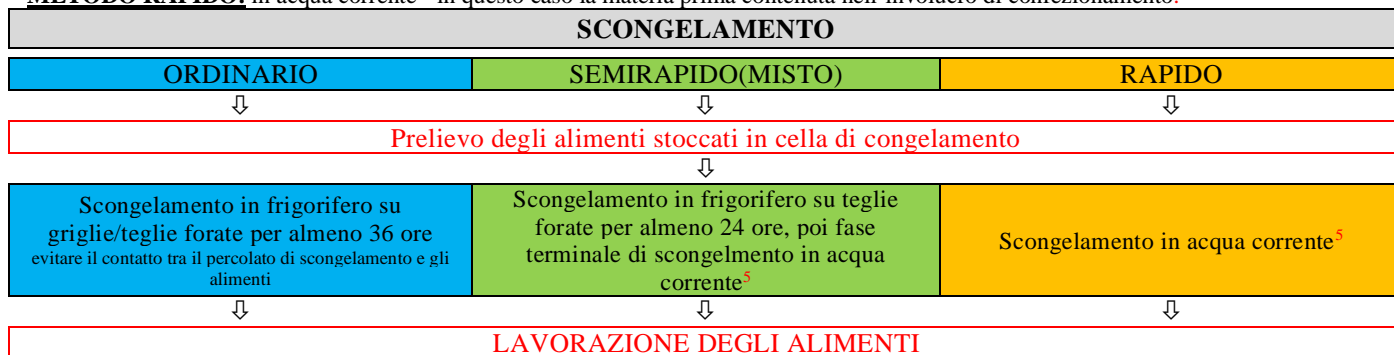 METODO RAPIDO: in acqua corrente - in questo caso la materia prima contenuta nell'involucro di confezionamento.
SCONGELAMENTO
ORDINARIO SEMIRAPIDO(MISTO) RAPIDO
⇩ ⇩ ⇩
Prelievo degli alimenti stoccati in cella di congelamento
⇩
Scongelamento in frigorifero su
griglie/teglie forate per almeno 36 ore
evitare il contatto tra il percolato di scongelamento e gli
alimenti
Scongelamento in frigorifero su teglie
forate per almeno 24 ore, poi fase
terminale di scongelmento in acqua
corrente⁵
Scongelamento in acqua corrente⁵
⇩ ⇩ ⇩
LAVORAZIONE DEGLI ALIMENTI